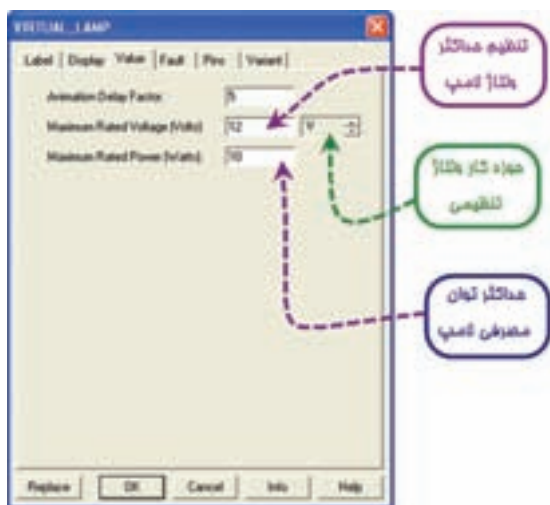 VIRTUAL_LAMP
Label | Display | Value | Fault | Pins | Variant
Animation Delay Factor 5
Maximum Rated Voltage (Volts) 12 V
Maximum Rated Power (Watts) 10
تنظیم حداکثر
ولتاژ لامپ
حوزه کار ولتاژ
تنظیمی
حداکثر توان
مصرفی لامپ
Replace OK Cancel Info Help